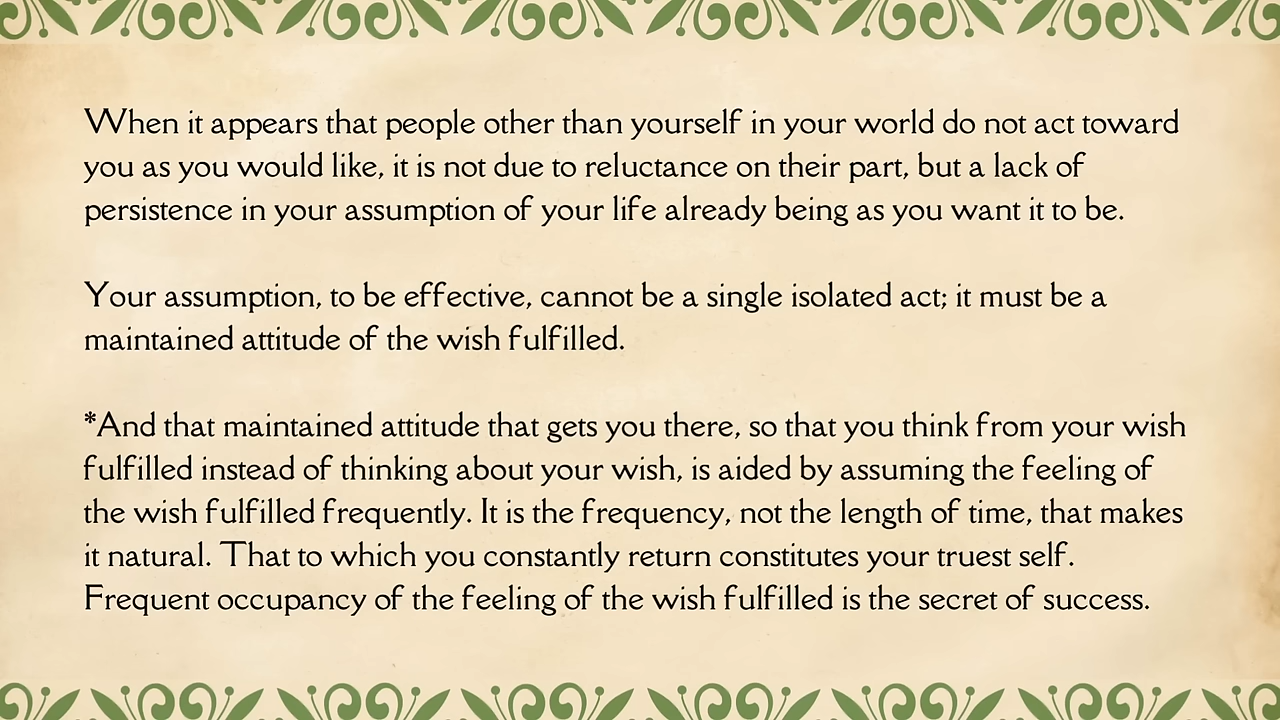 When it appears that people other than yourself in your world do not act toward
you as you would like, it is not due to reluctance on their part, but a lack of
persistence in your assumption of your life already being as you want it to be.
Your assumption, to be effective, cannot be a single isolated act; it must be a
maintained attitude of the wish fulfilled.
*And that maintained attitude that gets you there, so that you think from your wish
fulfilled instead of thinking about your wish, is aided by assuming the feeling of
the wish fulfilled frequently. It is the frequency, not the length of time, that makes
it natural. That to which you constantly return constitutes your truest self.
Frequent occupancy of the feeling of the wish fulfilled is the secret of success.